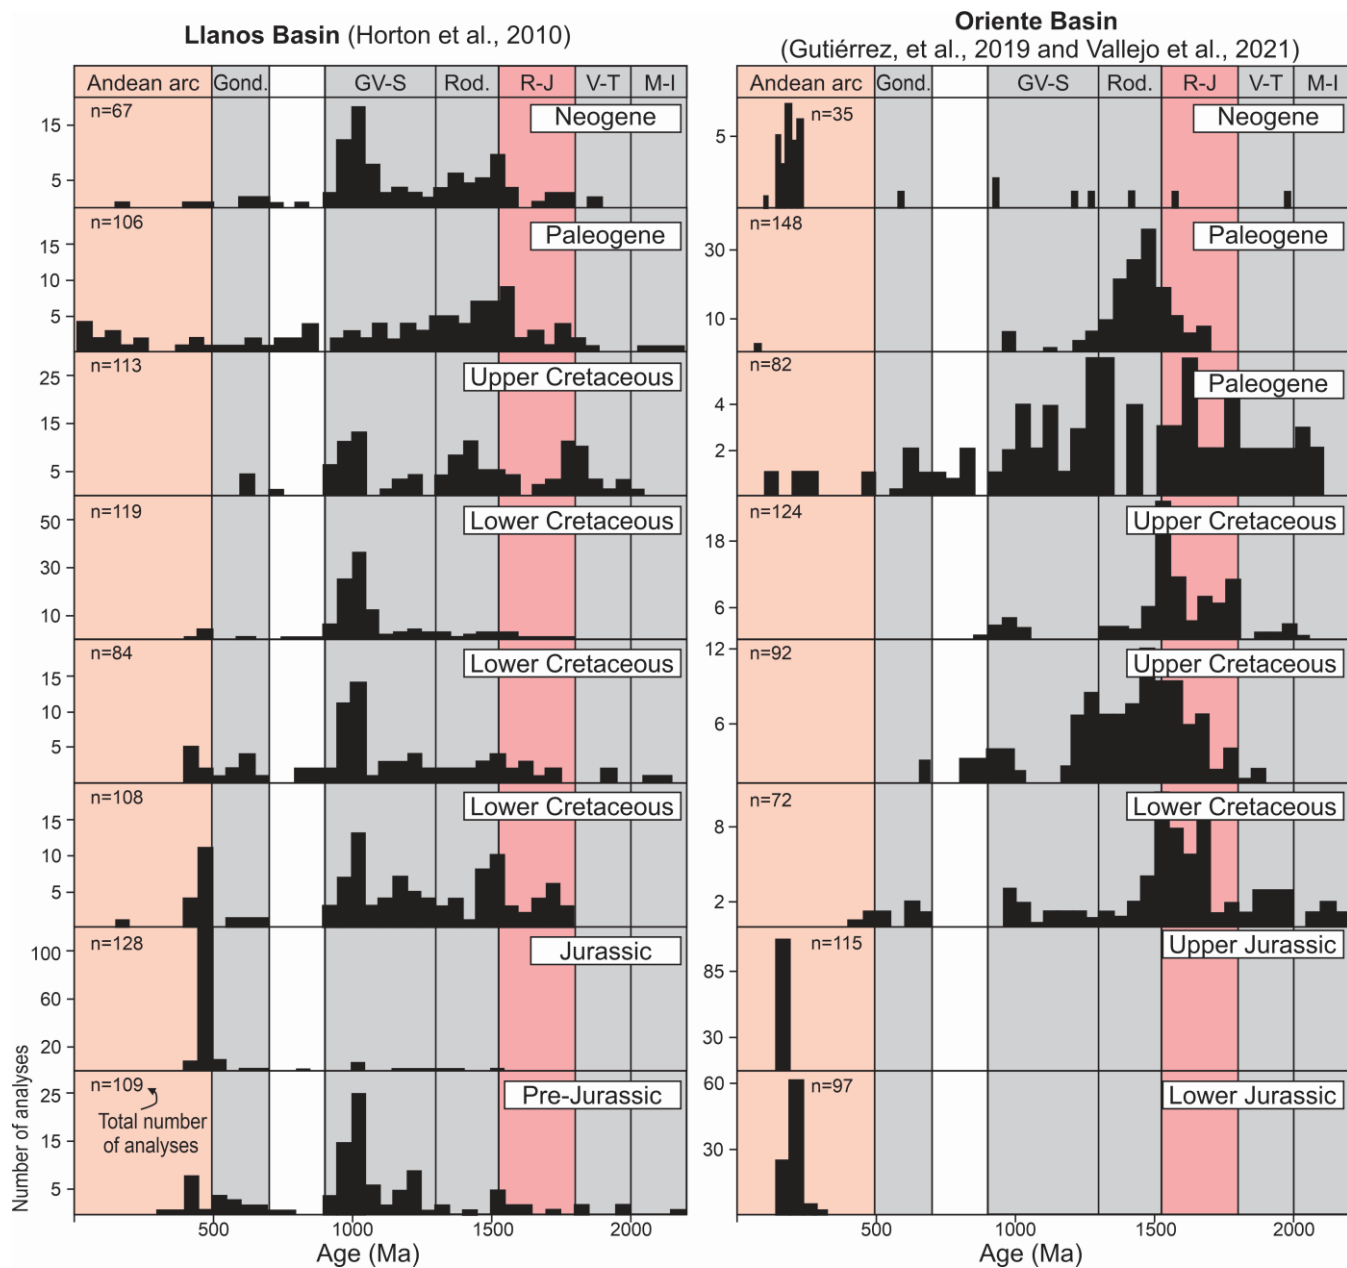 Llanos Basin (Horton et al., 2010)
Andean arc Gond. GV-S Rod. R-J V-T M-I
n=67
Neogene
15
5
n=106
Paleogene
15
10
5
n=113
Upper Cretaceous
25
15
5
n=119
Lower Cretaceous
50
30
10
n=84
Lower Cretaceous
15
10
5
n=108
Lower Cretaceous
15
10
5
n=128
Jurassic
100
60
20
n=109
Total number
of analyses
Pre-Jurassic
25
15
5
Number of analyses
500 1000 1500 2000
Age (Ma)
Oriente Basin
(Gutiérrez, et al., 2019 and Vallejo et al., 2021)
Andean arc Gond. GV-S Rod. R-J V-T M-I
n=35
Neogene
5
n=148
Paleogene
30
10
n=82
Paleogene
4
2
n=124
Upper Cretaceous
18
6
n=92
Upper Cretaceous
12
6
n=72
Lower Cretaceous
8
2
n=115
Upper Jurassic
85
30
n=97
Lower Jurassic
60
30
500 1000 1500 2000
Age (Ma)